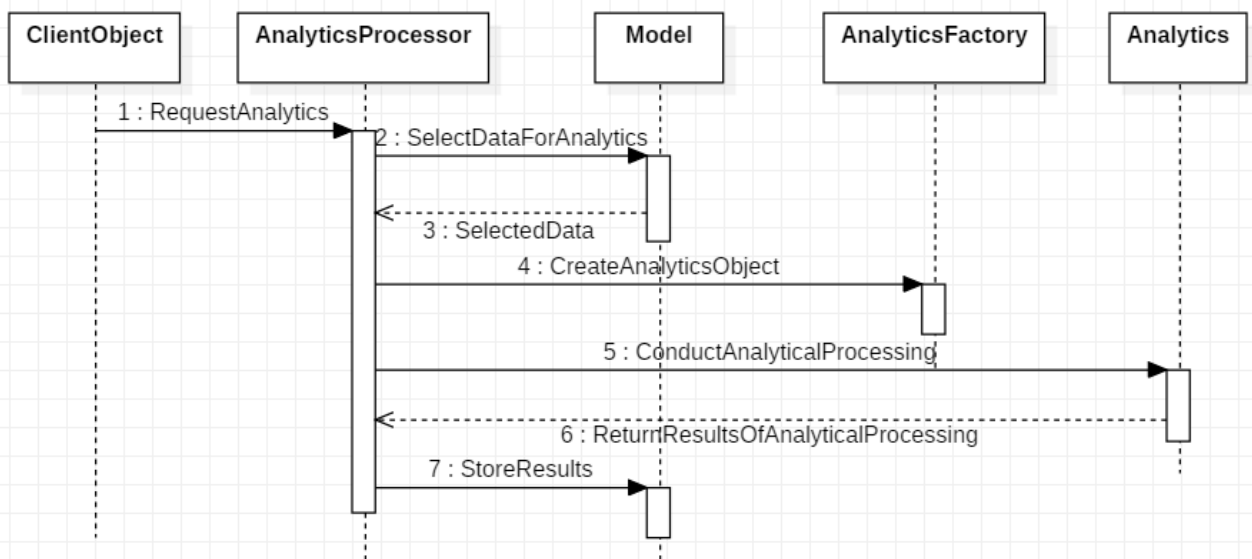 ClientObject
AnalyticsProcessor
Model
AnalyticsFactory
Analytics
1 : RequestAnalytics
2 : SelectDataForAnalytics
3 : SelectedData
4 : CreateAnalyticsObject
5 : ConductAnalyticalProcessing
6 : ReturnResultsOfAnalyticalProcessing
7 : StoreResults